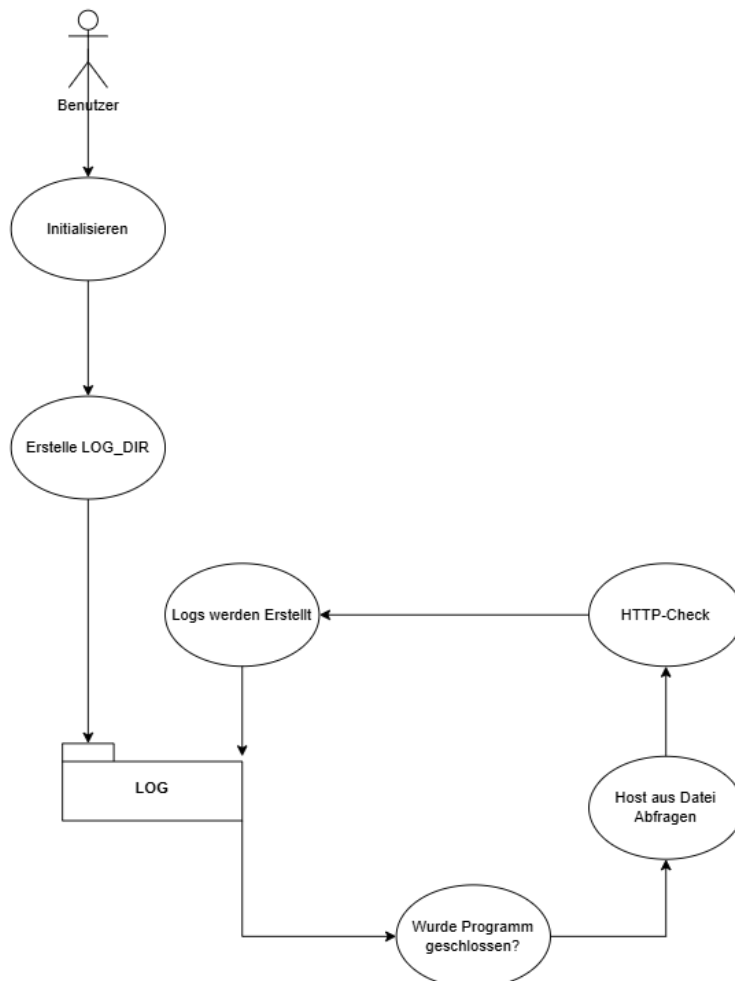 Benutzer
Initialisieren
Erstelle LOG_DIR
Logs werden Erstellt
HTTP-Check
LOG
Host aus Datei
Abfragen
Wurde Programm
geschlossen?